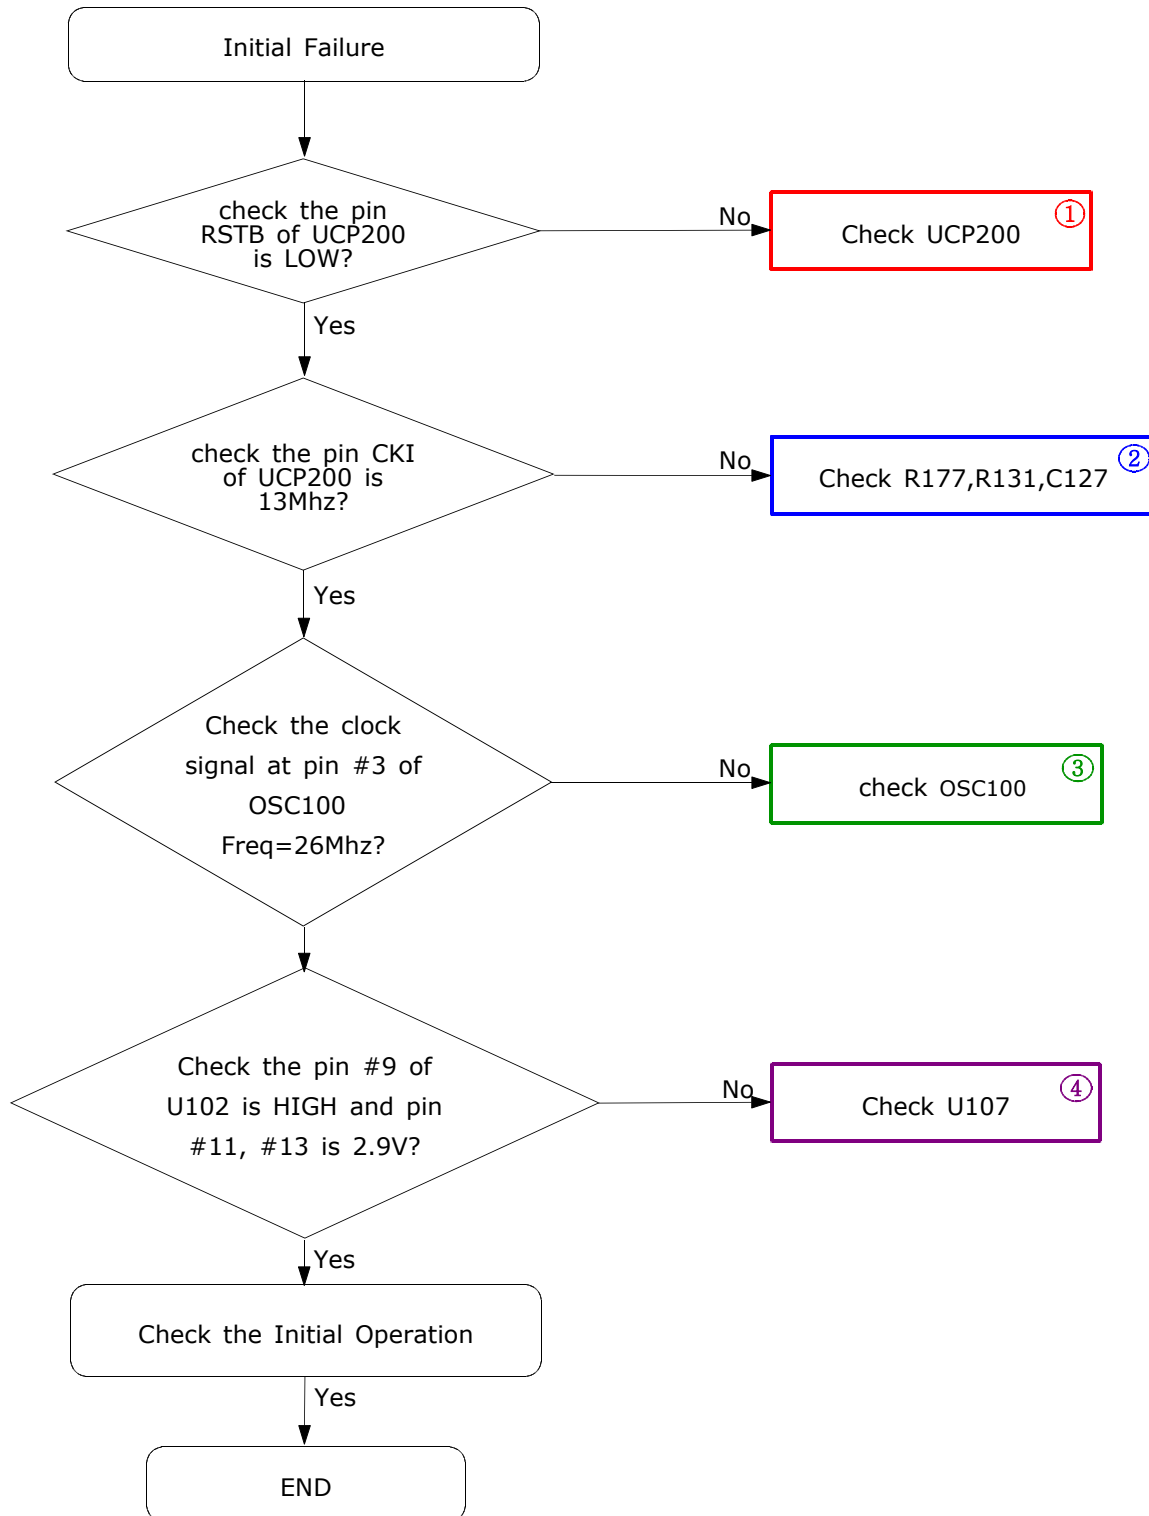 Initial Failure
check the pin
RSTB of UCP200
is LOW?
No
Check UCP200
①
Yes
check the pin CKI
of UCP200 is
13Mhz?
No
Check R177,R131,C127
②
Yes
Check the clock
signal at pin #3 of
OSC100
Freq=26Mhz?
No
check OSC100
③
Check the pin #9 of
U102 is HIGH and pin
#11, #13 is 2.9V?
No
Check U107
④
Yes
Check the Initial Operation
Yes
END